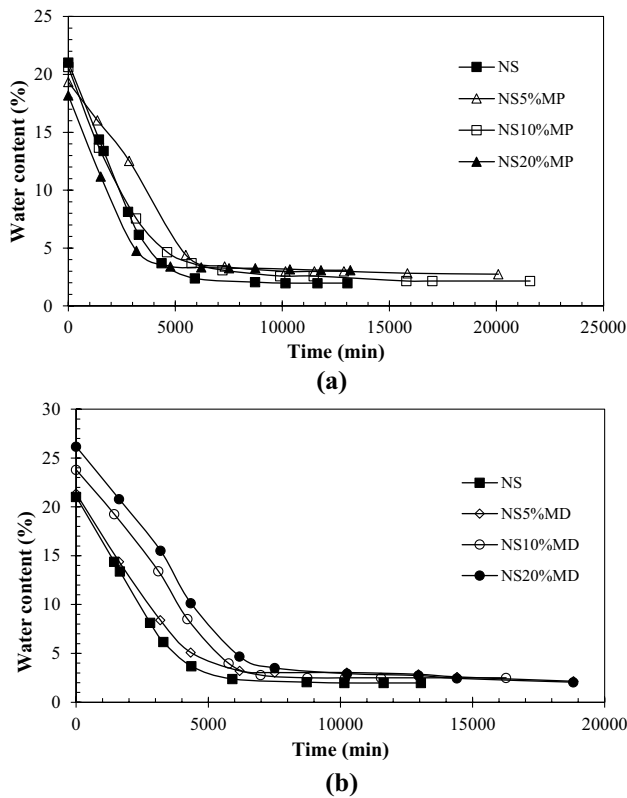 25
20
15
10
5
0
Water content (%)
NS
NS5%MP
NS10%MP
NS20%MP
0 5000 10000 15000 20000 25000
Time (min)
(a)
30
25
20
15
10
5
0
Water content (%)
NS
NS5%MD
NS10%MD
NS20%MD
0 5000 10000 15000 20000
Time (min)
(b)